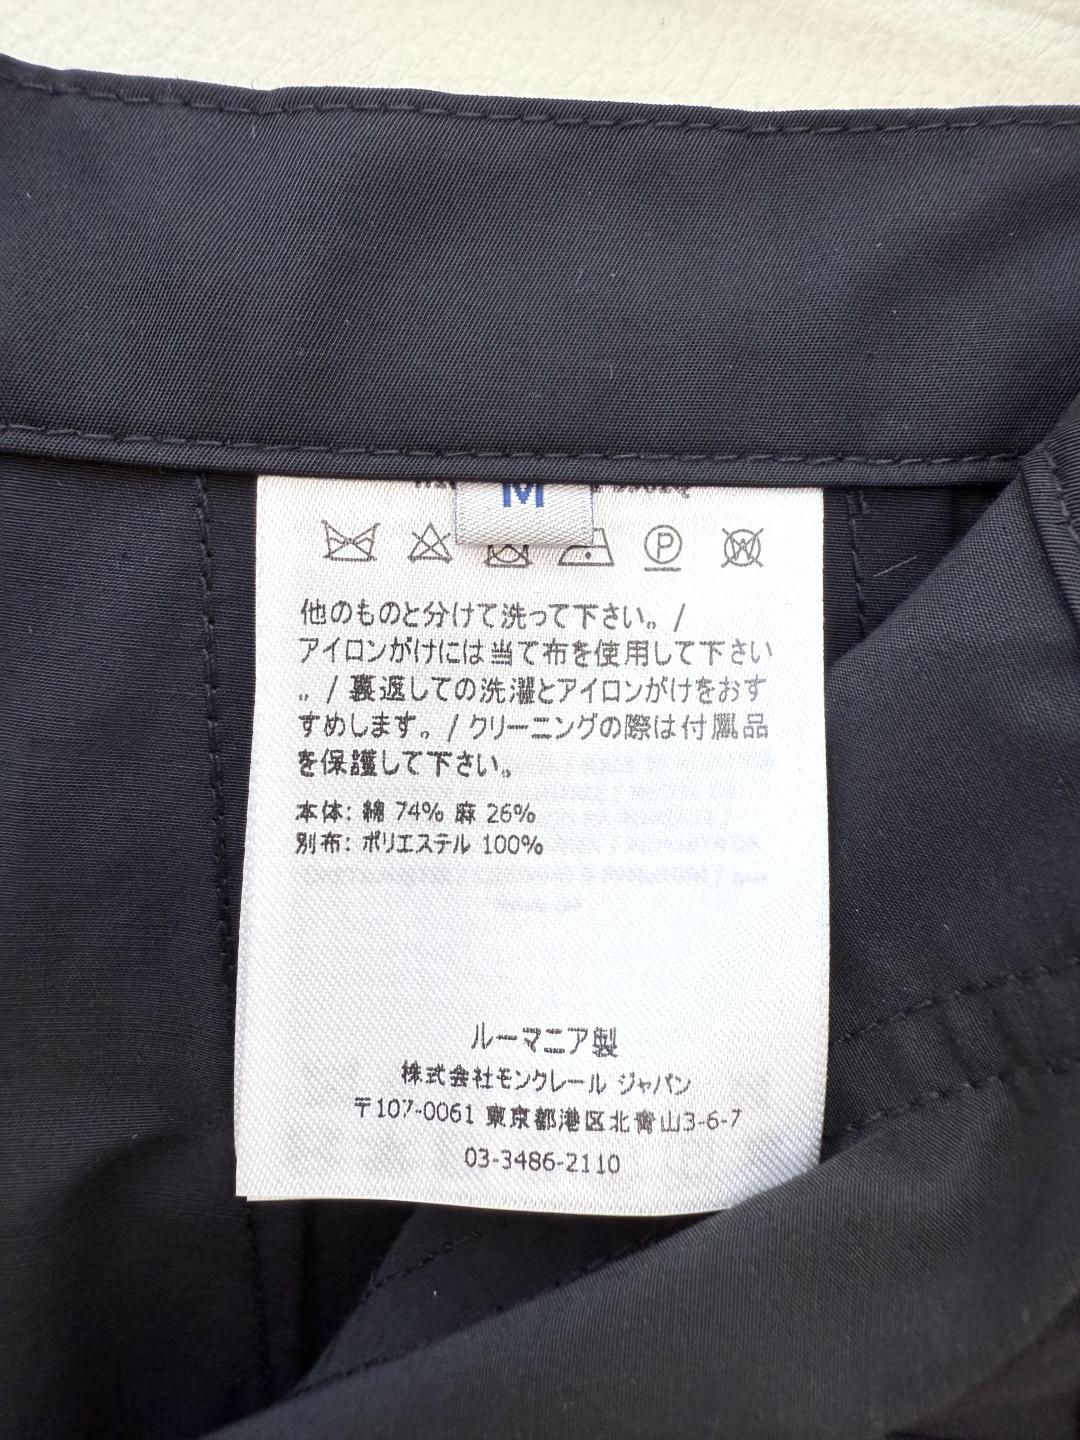 M
P
W
他のものと分けて洗って下さい。/
アイロンがけには当て布を使用して下さい
。/ 裏返しての洗濯とアイロンがけをおす
すめします。/ クリーニングの際は付属品
を保護して下さい。
本体: 綿 74% 麻 26%
別布: ポリエステル 100%
ルーマニア製
株式会社モンクレール ジャパン
〒107-0061 東京都港区北青山3-6-7
03-3486-2110